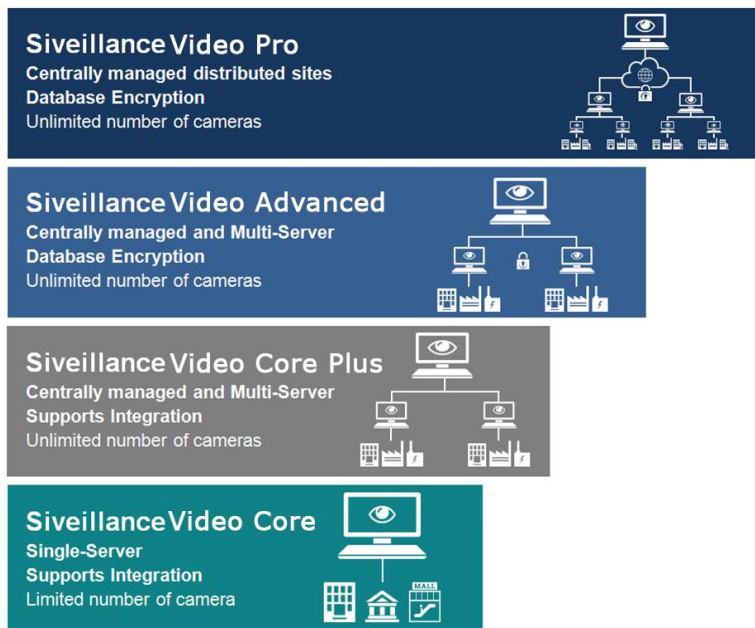 Siveillance Video Pro
Centrally managed distributed sites
Database Encryption
Unlimited number of cameras
Siveillance Video Advanced
Centrally managed and Multi-Server
Database Encryption
Unlimited number of cameras
Siveillance Video Core Plus
Centrally managed and Multi-Server
Supports Integration
Unlimited number of cameras
Siveillance Video Core
Single-Server
Supports Integration
Limited number of camera
MALL